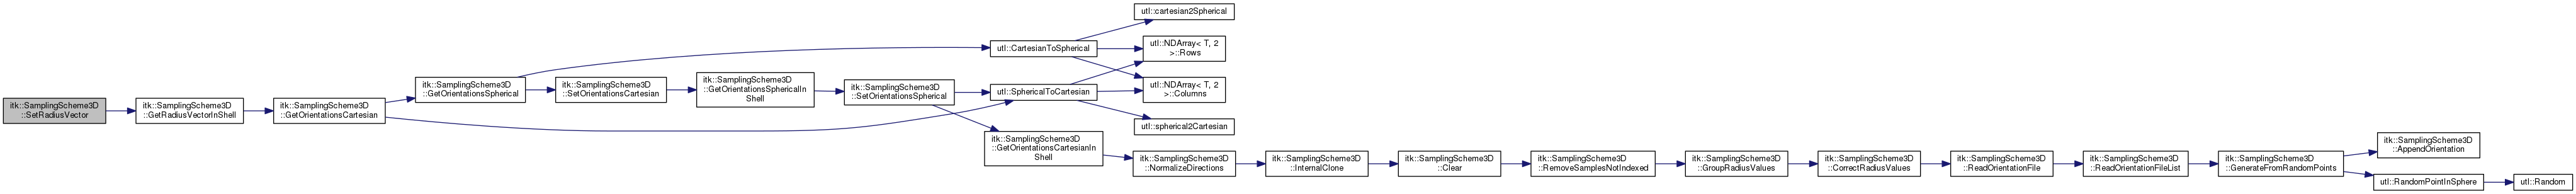 itk::SamplingScheme3D
::SetRadiusVector
itk::SamplingScheme3D
::GetRadiusVectorInShell
itk::SamplingScheme3D
::GetOrientationsCartesian
itk::SamplingScheme3D
::GetOrientationsSpherical
itk::SamplingScheme3D
::SetOrientationsCartesian
itk::SamplingScheme3D
::GetOrientationsSphericalIn
Shell
itk::SamplingScheme3D
::SetOrientationsSpherical
utl::CartesianToSpherical
utl::SphericalToCartesian
itk::SamplingScheme3D
::GetOrientationsCartesianIn
Shell
utl::cartesian2Spherical
utl::NDArray< T, 2
>::Rows
utl::NDArray< T, 2
>::Columns
utl::spherical2Cartesian
itk::SamplingScheme3D
::NormalizeDirections
itk::SamplingScheme3D
::InternalClone
itk::SamplingScheme3D
::Clear
itk::SamplingScheme3D
::RemoveSamplesNotIndexed
itk::SamplingScheme3D
::GroupRadiusValues
itk::SamplingScheme3D
::CorrectRadiusValues
itk::SamplingScheme3D
::ReadOrientationFile
itk::SamplingScheme3D
::ReadOrientationFileList
itk::SamplingScheme3D
::GenerateFromRandomPoints
itk::SamplingScheme3D
::AppendOrientation
utl::RandomPointInSphere
utl::Random